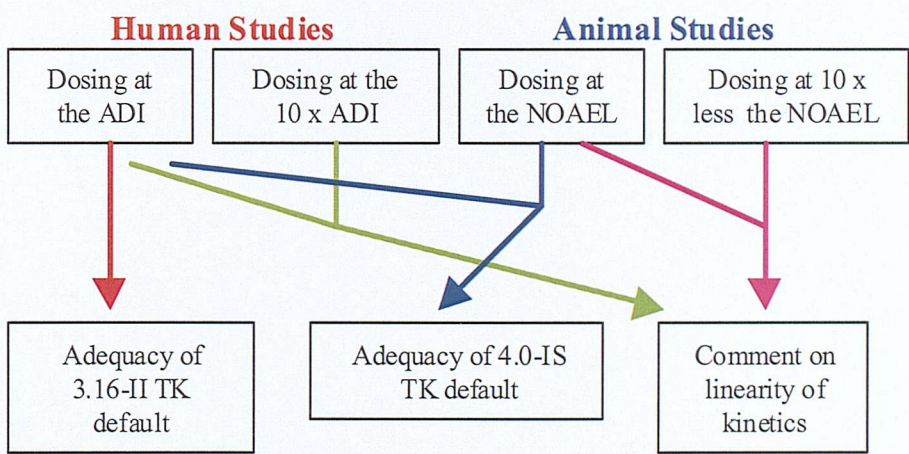 Human Studies
Animal Studies
Dosing at
the ADI
Dosing at the
10 x ADI
Dosing at
the NOAEL
Dosing at 10 x
less the NOAEL
Adequacy of
3.16-II TK
default
Adequacy of 4.0-IS
TK default
Comment on
linearity of
kinetics